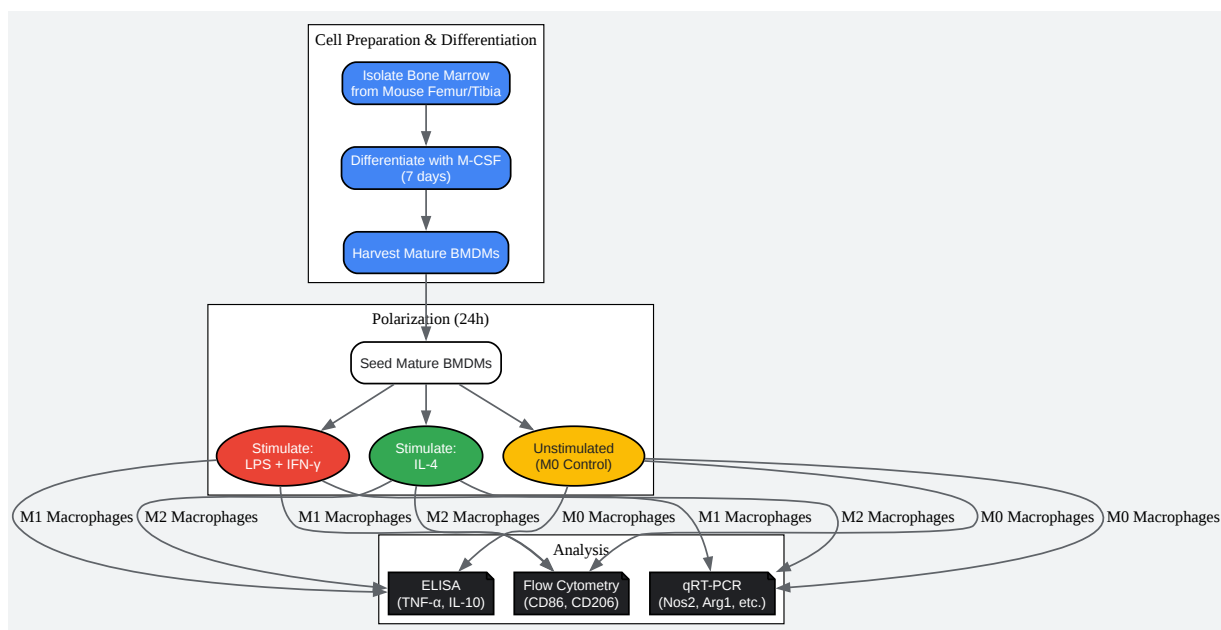 Cell Preparation & Differentiation
Isolate Bone Marrow
from Mouse Femur/Tibia
Differentiate with M-CSF
(7 days)
Harvest Mature BMDMs
Polarization (24h)
Seed Mature BMDMs
Stimulate:
LPS + IFN-γ
Stimulate:
IL-4
Unstimulated
(M0 Control)
M1 Macrophages
M2 Macrophages
M1 Macrophages
M2 Macrophages
M0 Macrophages
M1 Macrophages
M2 Macrophages
M0 Macrophages
M0 Macrophages
Analysis
ELISA
(TNF-α, IL-10)
Flow Cytometry
(CD86, CD206)
qRT-PCR
(Nos2, Arg1, etc.)